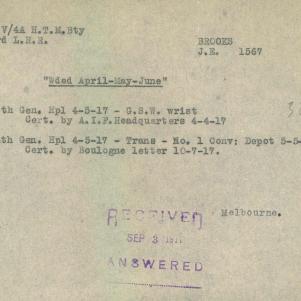 V/4A H.T.M.Bty
rd L.H.R.
BROOKS
J.E. 1567
"Wded April-May-June"
th Gen. Hpl 4-5-17 - G.S.W. wrist
Cert. by A.I.F.Headquarters 4-4-17
th Gen. Hpl 4-5-17 - Trans - No. 1 Conv: Depot 5-5-
Cert. by Boulogne letter 10-7-17.
Melbourne.
RECEIVED
SEP 3
ANSWERED